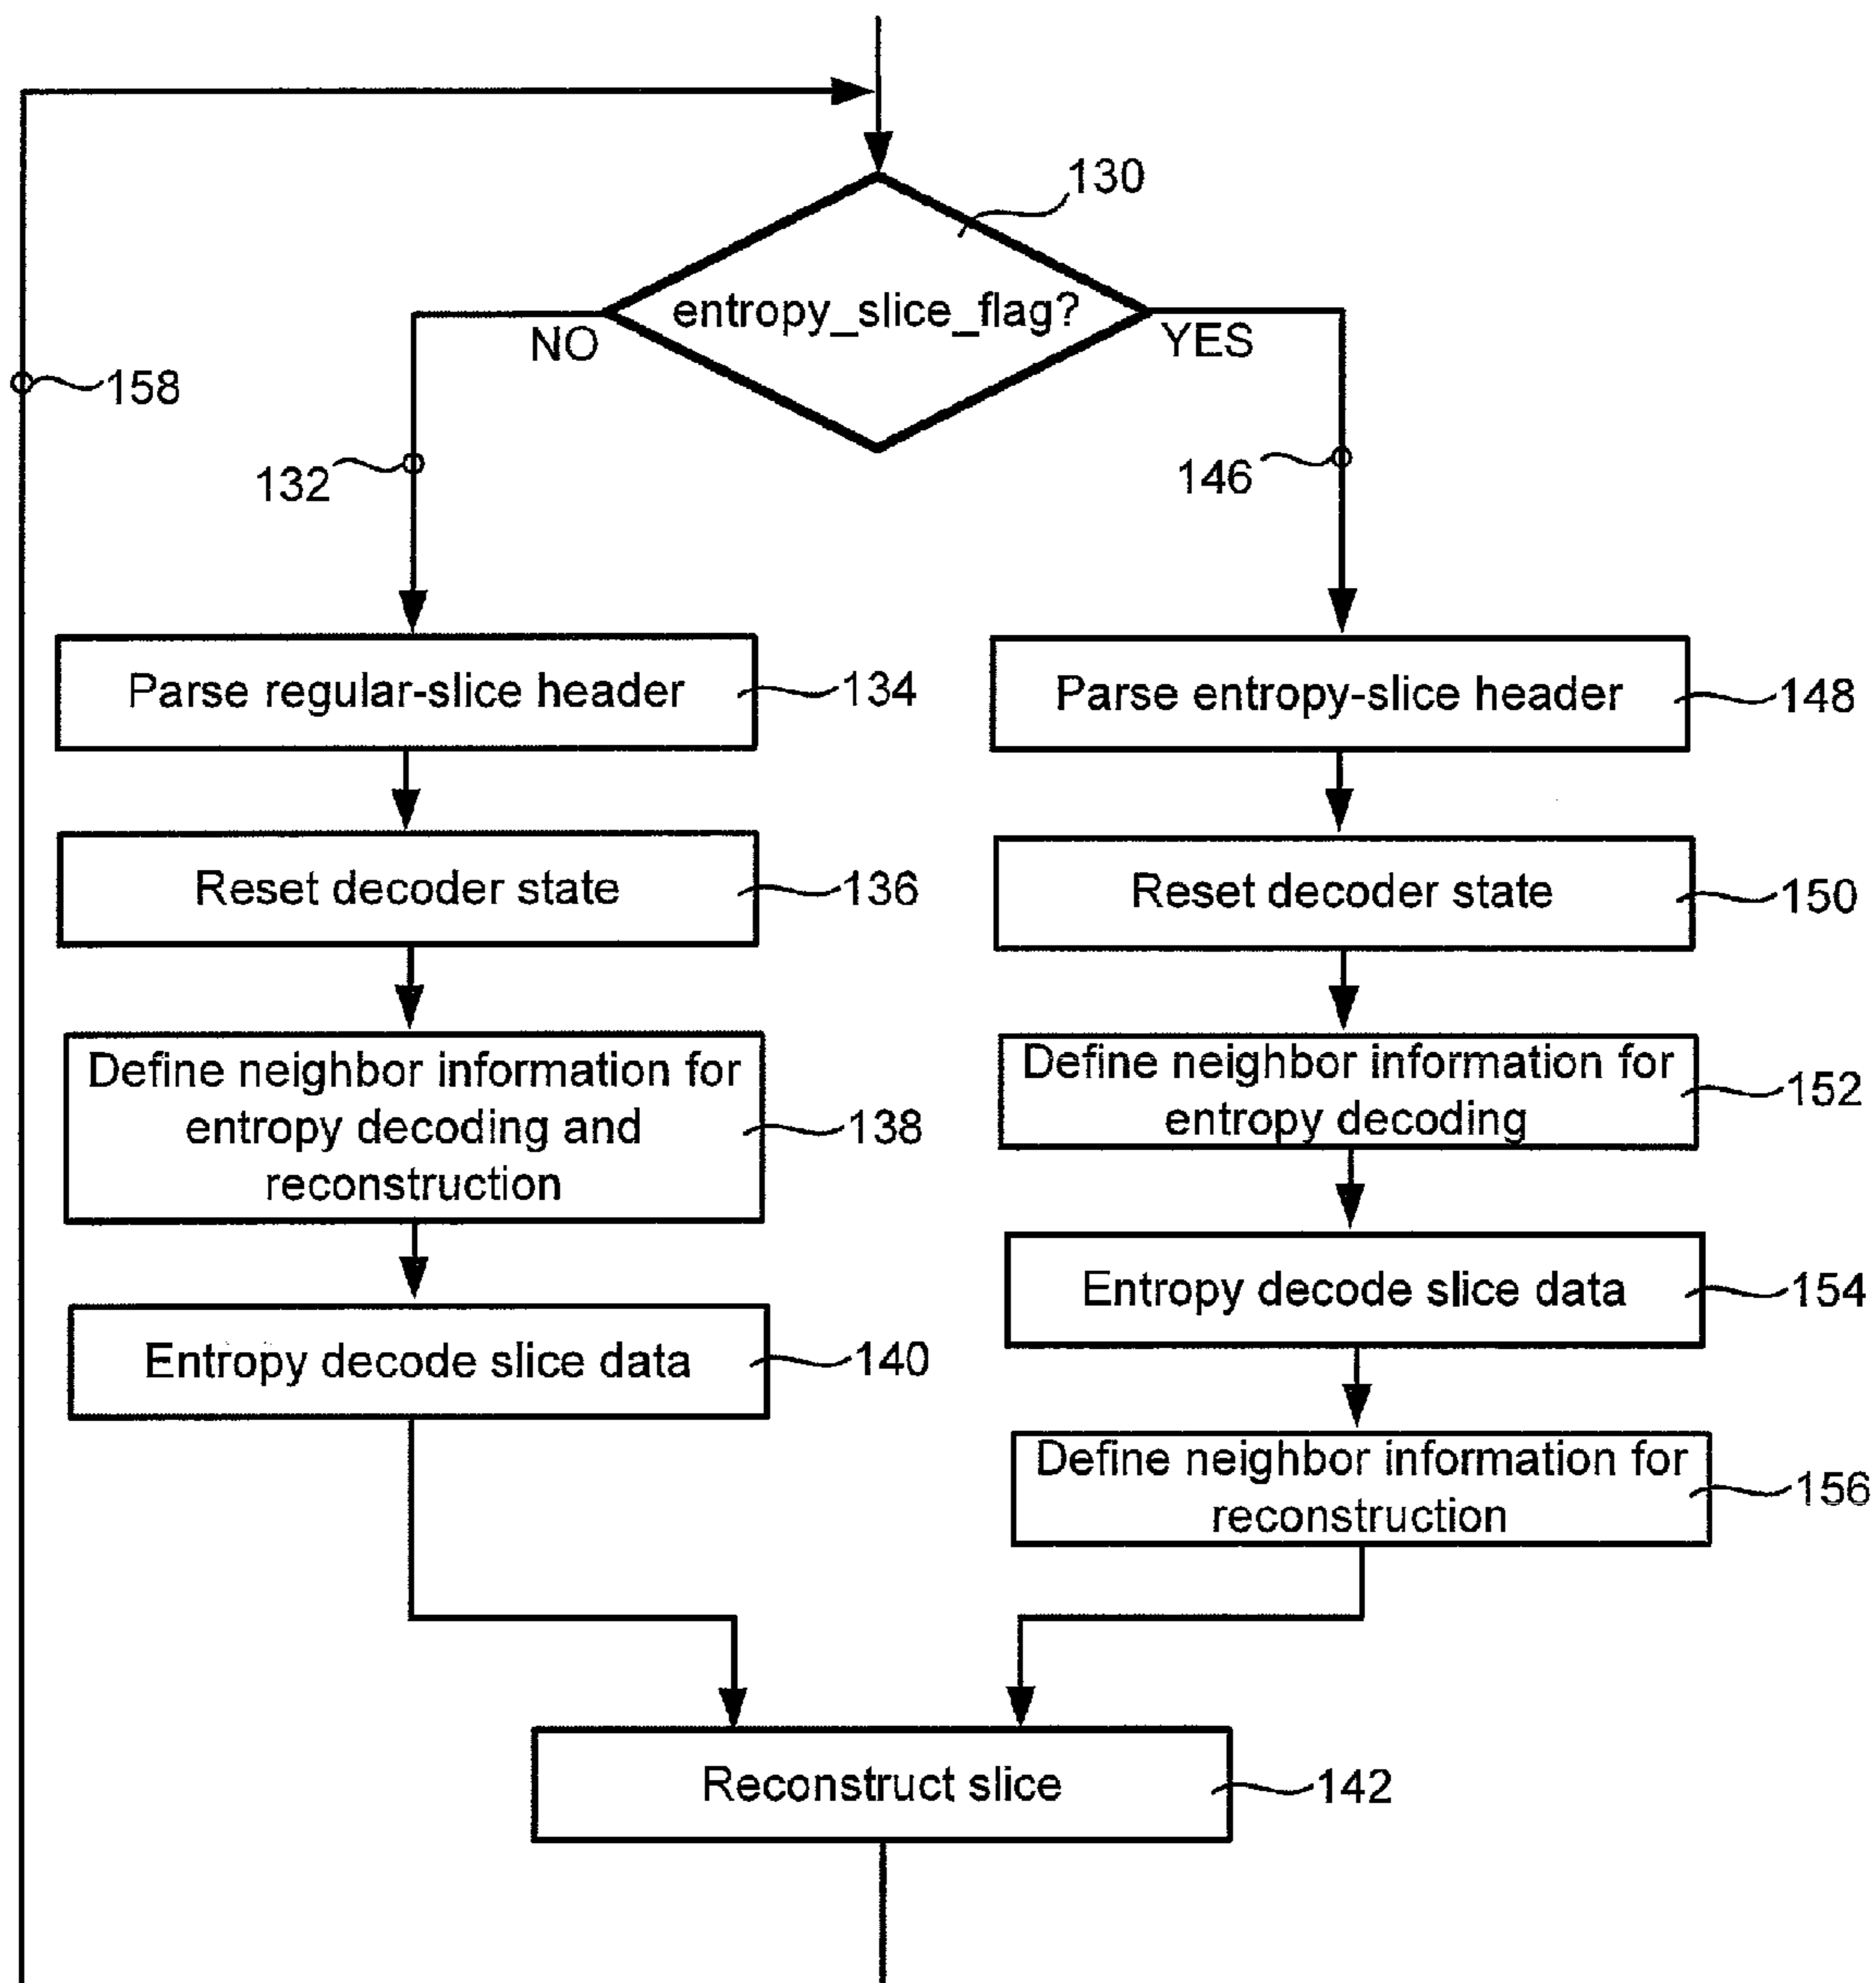 130
entropy_slice_flag?
NO
YES
158
132
146
Parse regular-slice header
134
Parse entropy-slice header
148
Reset decoder state
136
Reset decoder state
150
Define neighbor information for
entropy decoding and
reconstruction
138
Define neighbor information for
entropy decoding
152
Entropy decode slice data
154
Entropy decode slice data
140
Define neighbor information for
reconstruction
156
Reconstruct slice
142